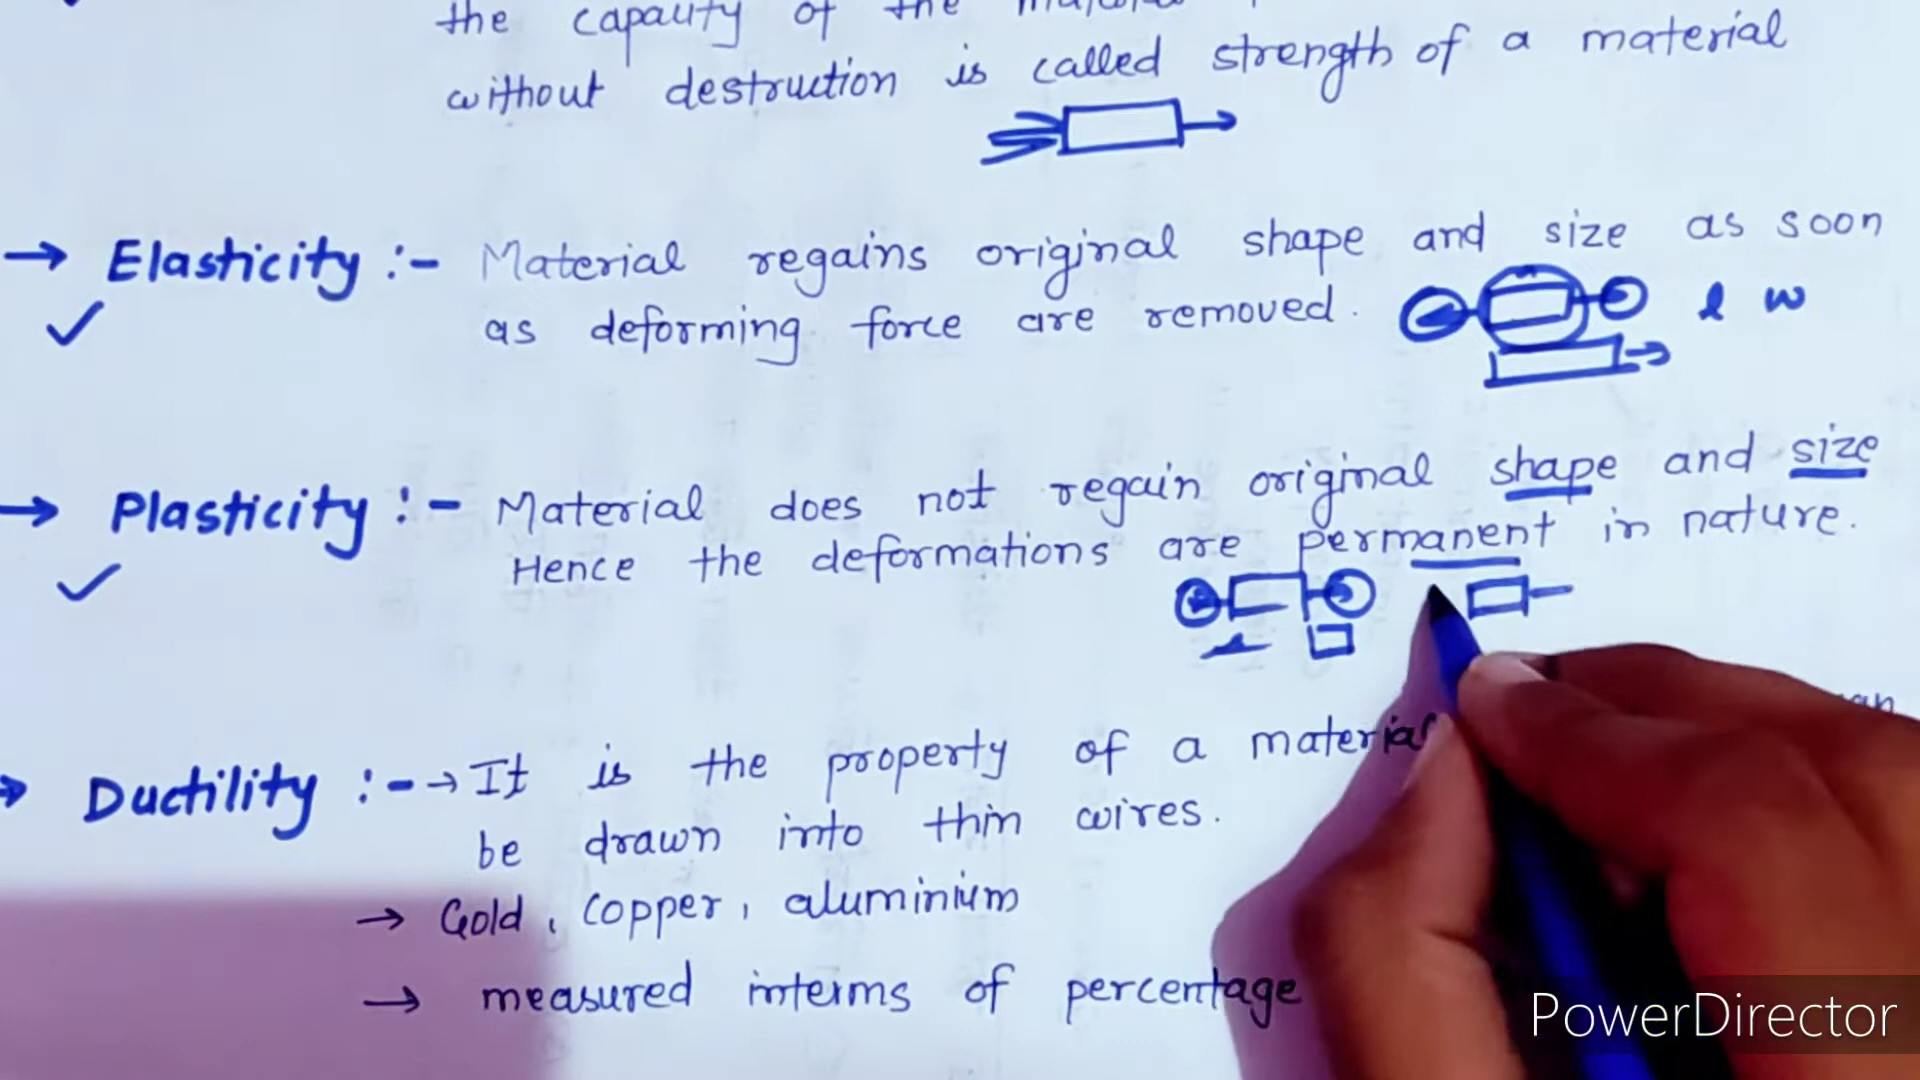 the capacity of the
without destruction is called strength of a material
→ Elasticity :- Material regains original shape and size as soon
as deforming force are removed.
l w
→ Plasticity :- Material does not regain original shape and size
Hence the deformations are permanent in nature.
→ Ductility :- → It is the property of a material
be drawn into thin wires.
→ Gold, Copper, aluminium
→ measured interms of percentage
PowerDirector